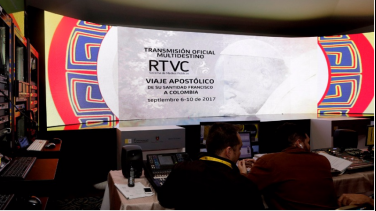 TRANSMISIÓN OFICIAL
MULTIDESTINO
RTVC
VIAJE APOSTÓLICO
DE SU SANTIDAD FRANCISCO
A COLOMBIA
septiembre 6-10 de 2017